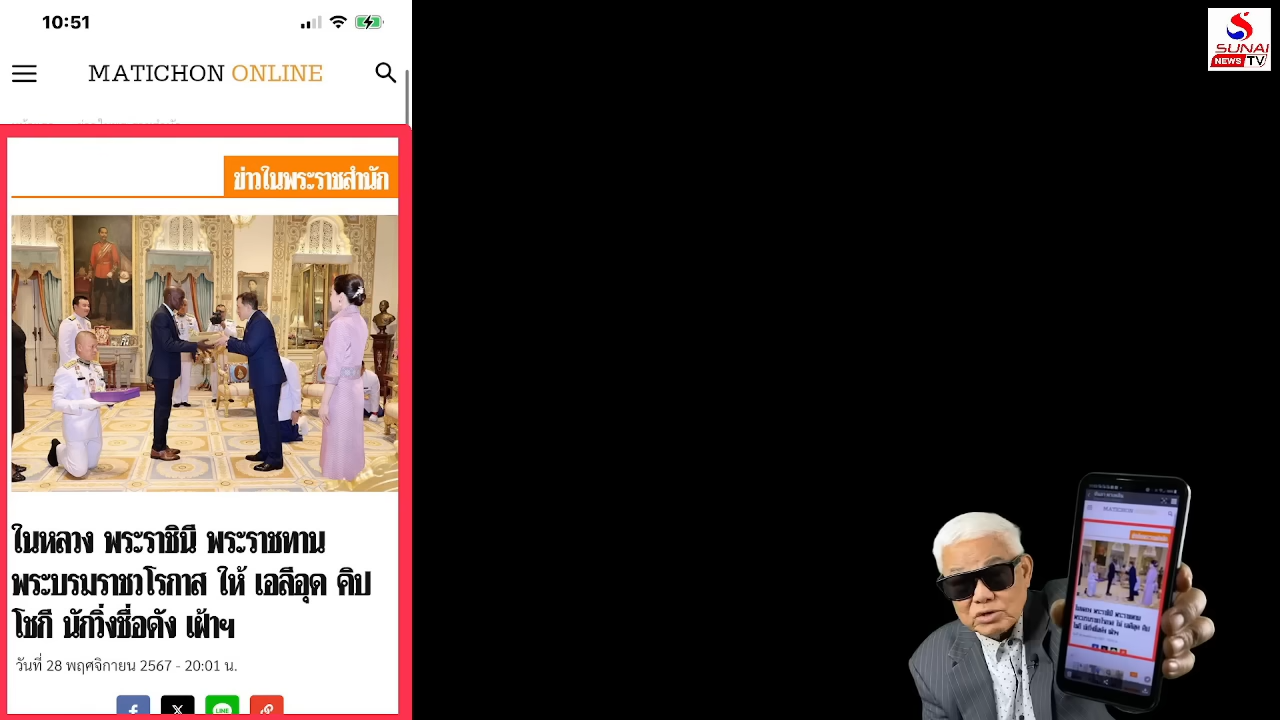 10:51
MATICHON ONLINE
ข่าวในพระราชสำนัก
ในหลวง พระราชินี พระราชทาน
พระบรมราชวโรกาส ให้ เอลีอุด คิป
โชกี นักวิ่งชื่อดัง เฝ้าฯ
วันที่ 28 พฤศจิกายน 2567 - 20:01 น.
LINE
SUNAI
NEWS TV
MATICHON